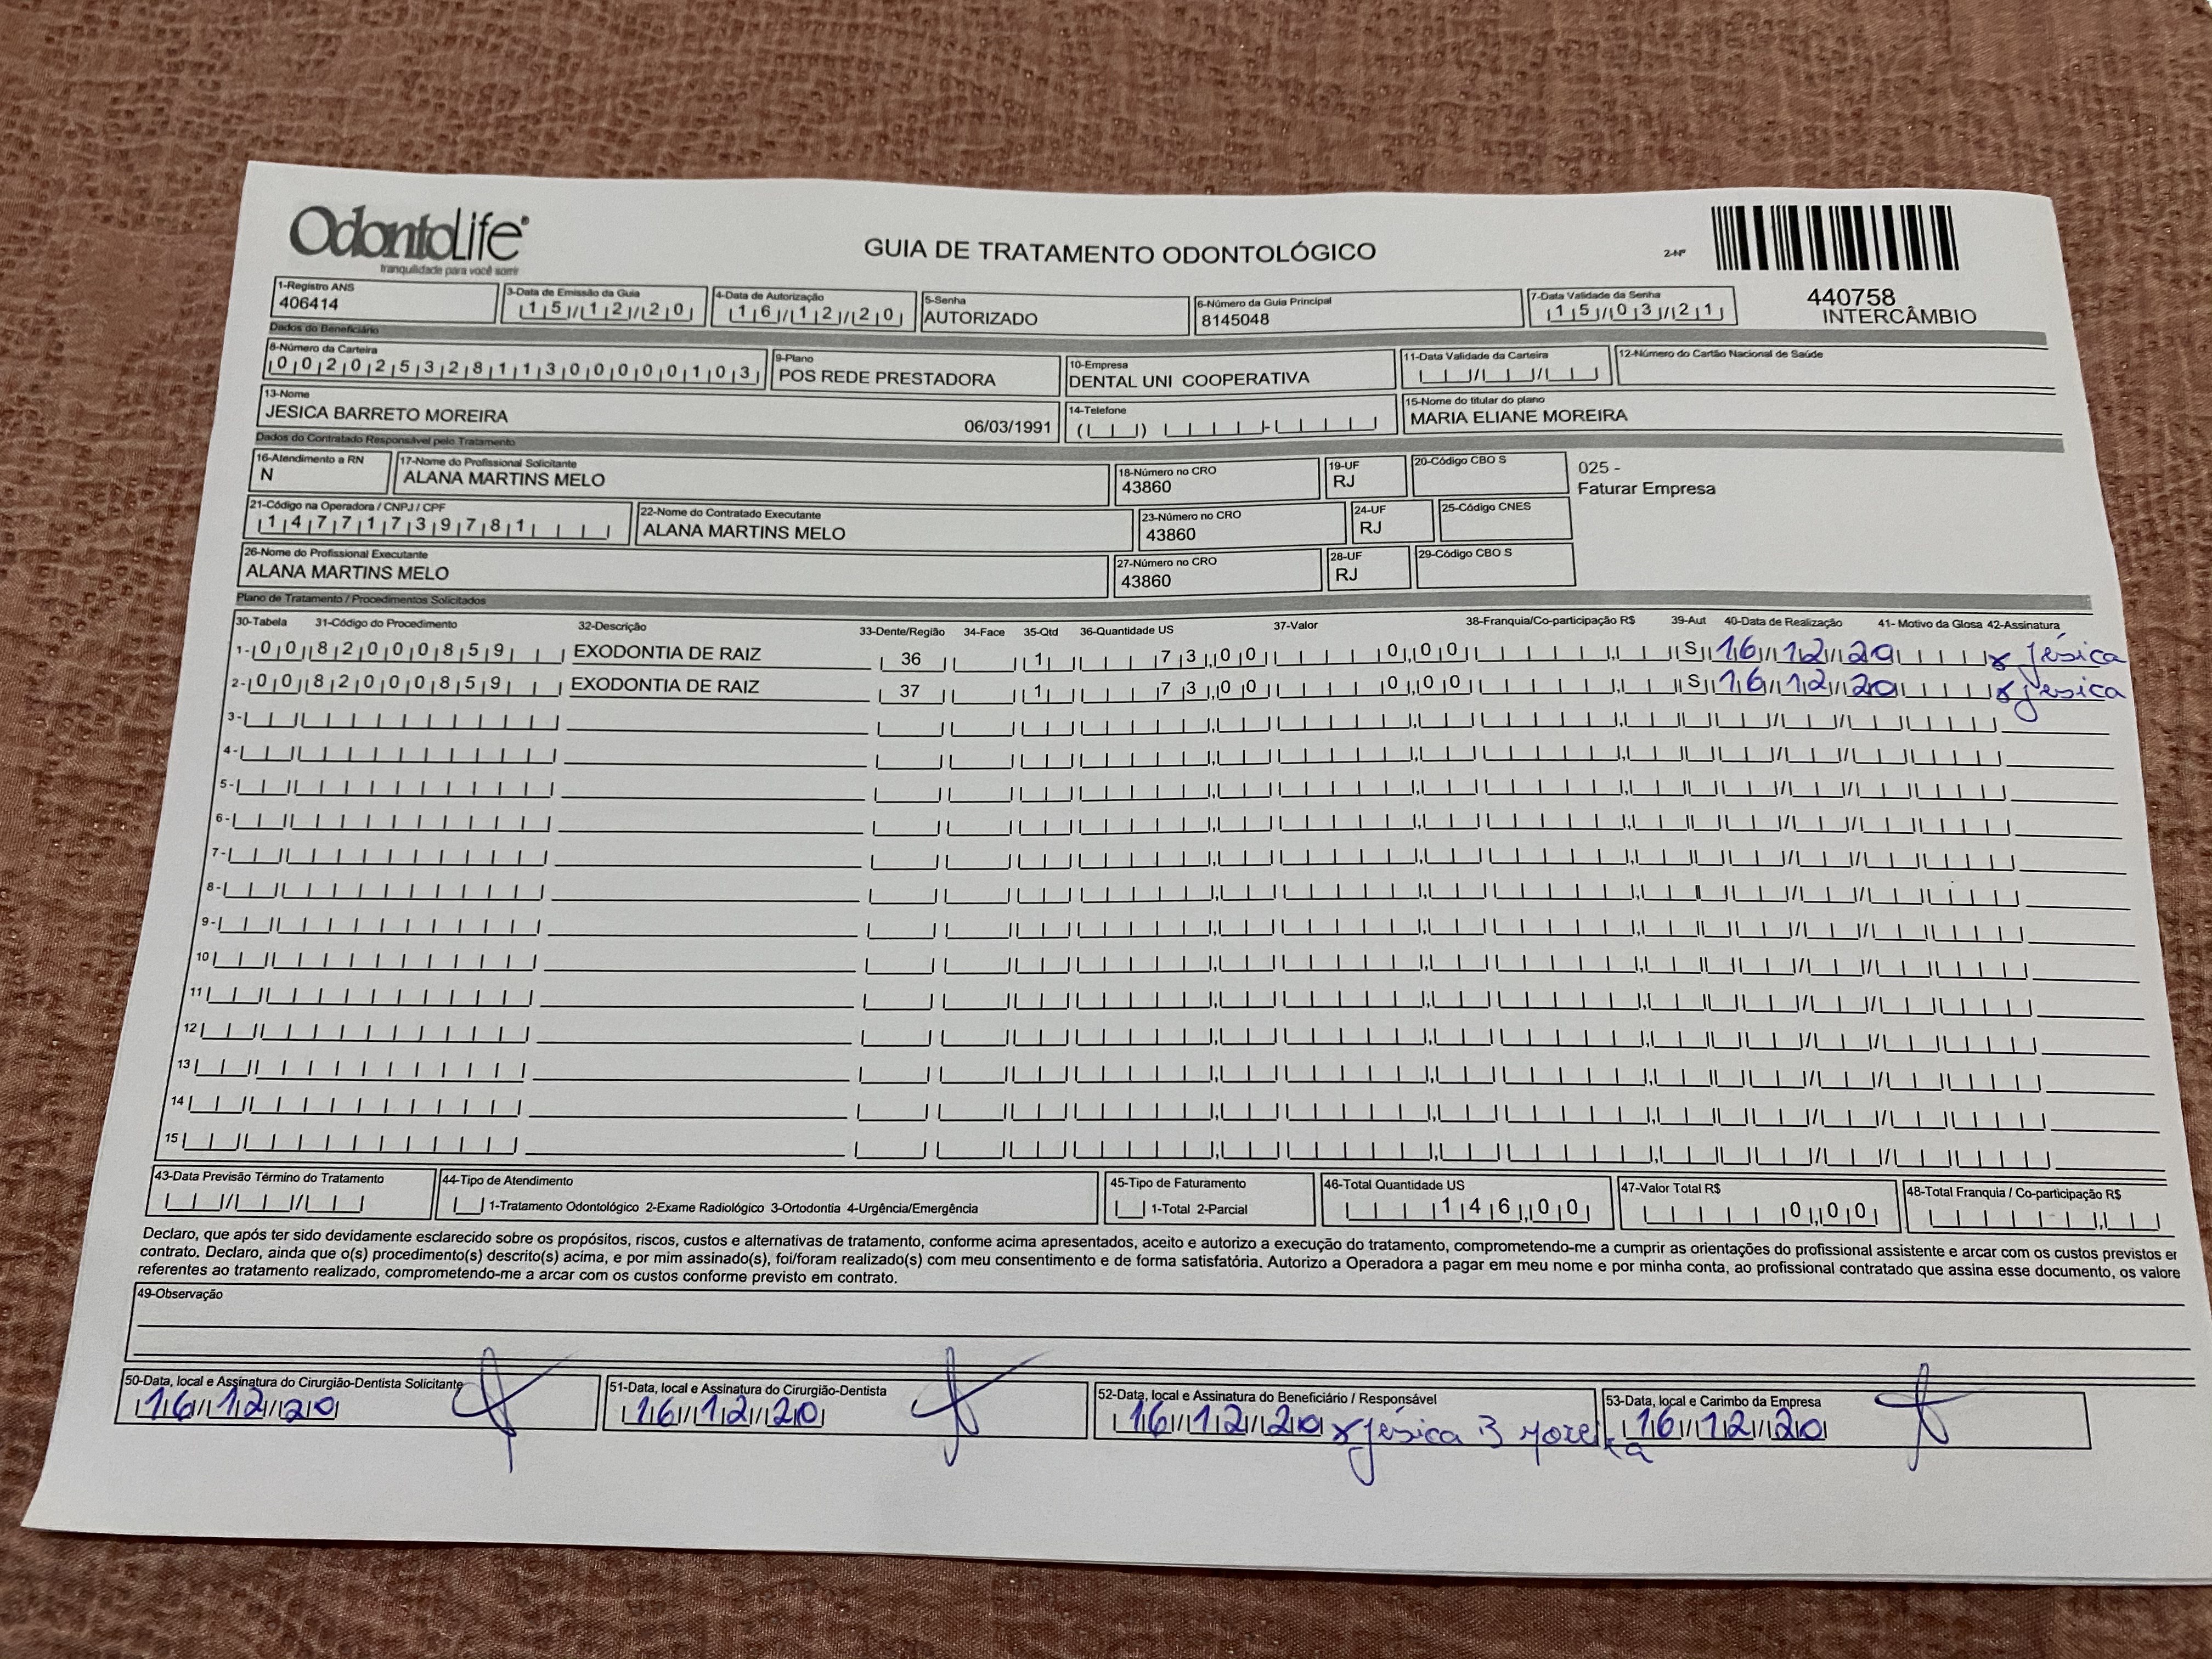 OdontoLife®
tranquilidade para você sorrir
GUIA DE TRATAMENTO ODONTOLÓGICO
2-Nº
440758
INTERCÂMBIO
1-Registro ANS
406414
3-Data de Emissão da Guia
15/12/20
4-Data de Autorização
16/12/20
5-Senha
AUTORIZADO
6-Número da Guia Principal
8145048
7-Data Validade da Senha
15/03/21
Dados do Beneficiário
8-Número da Carteira
00202532811300000103
9-Plano
POS REDE PRESTADORA
10-Empresa
DENTAL UNI COOPERATIVA
11-Data Validade da Carteira
12-Número do Cartão Nacional de Saúde
13-Nome
JESICA BARRETO MOREIRA 06/03/1991
14-Telefone
15-Nome do titular do plano
MARIA ELIANE MOREIRA
Dados do Contratado Responsável pelo Tratamento
16-Atendimento a RN
N
17-Nome do Profissional Solicitante
ALANA MARTINS MELO
18-Número no CRO
43860
19-UF
RJ
20-Código CBO S
025 -
Faturar Empresa
21-Código na Operadora / CNPJ / CPF
14771739781
22-Nome do Contratado Executante
ALANA MARTINS MELO
23-Número no CRO
43860
24-UF
RJ
25-Código CNES
26-Nome do Profissional Executante
ALANA MARTINS MELO
27-Número no CRO
43860
28-UF
RJ
29-Código CBO S
Plano de Tratamento / Procedimentos Solicitados
30-Tabela 31-Código do Procedimento 32-Descrição 33-Dente/Região 34-Face 35-Qtd 36-Quantidade US 37-Valor 38-Franquia/Co-participação R$ 39-Aut 40-Data de Realização 41- Motivo da Glosa 42-Assinatura
1- 00 82000859 EXODONTIA DE RAIZ 36 1 73,00 0,00 S 16/12/20 x Jésica
2- 00 82000859 EXODONTIA DE RAIZ 37 1 73,00 0,00 S 16/12/20 x Jesica
3-
4-
5-
6-
7-
8-
9-
10
11
12
13
14
15
43-Data Previsão Término do Tratamento
44-Tipo de Atendimento
1-Tratamento Odontológico 2-Exame Radiológico 3-Ortodontia 4-Urgência/Emergência
45-Tipo de Faturamento
1-Total 2-Parcial
46-Total Quantidade US
146,00
47-Valor Total R$
0,00
48-Total Franquia / Co-participação R$
Declaro, que após ter sido devidamente esclarecido sobre os propósitos, riscos, custos e alternativas de tratamento, conforme acima apresentados, aceito e autorizo a execução do tratamento, comprometendo-me a cumprir as orientações do profissional assistente e arcar com os custos previstos er
contrato. Declaro, ainda que o(s) procedimento(s) descrito(s) acima, e por mim assinado(s), foi/foram realizado(s) com meu consentimento e de forma satisfatória. Autorizo a Operadora a pagar em meu nome e por minha conta, ao profissional contratado que assina esse documento, os valore
referentes ao tratamento realizado, comprometendo-me a arcar com os custos conforme previsto em contrato.
49-Observação
50-Data, local e Assinatura do Cirurgião-Dentista Solicitante
16/12/20
51-Data, local e Assinatura do Cirurgião-Dentista
16/12/20
52-Data, local e Assinatura do Beneficiário / Responsável
16/12/20 x Jésica B Moreira
53-Data, local e Carimbo da Empresa
16/12/20